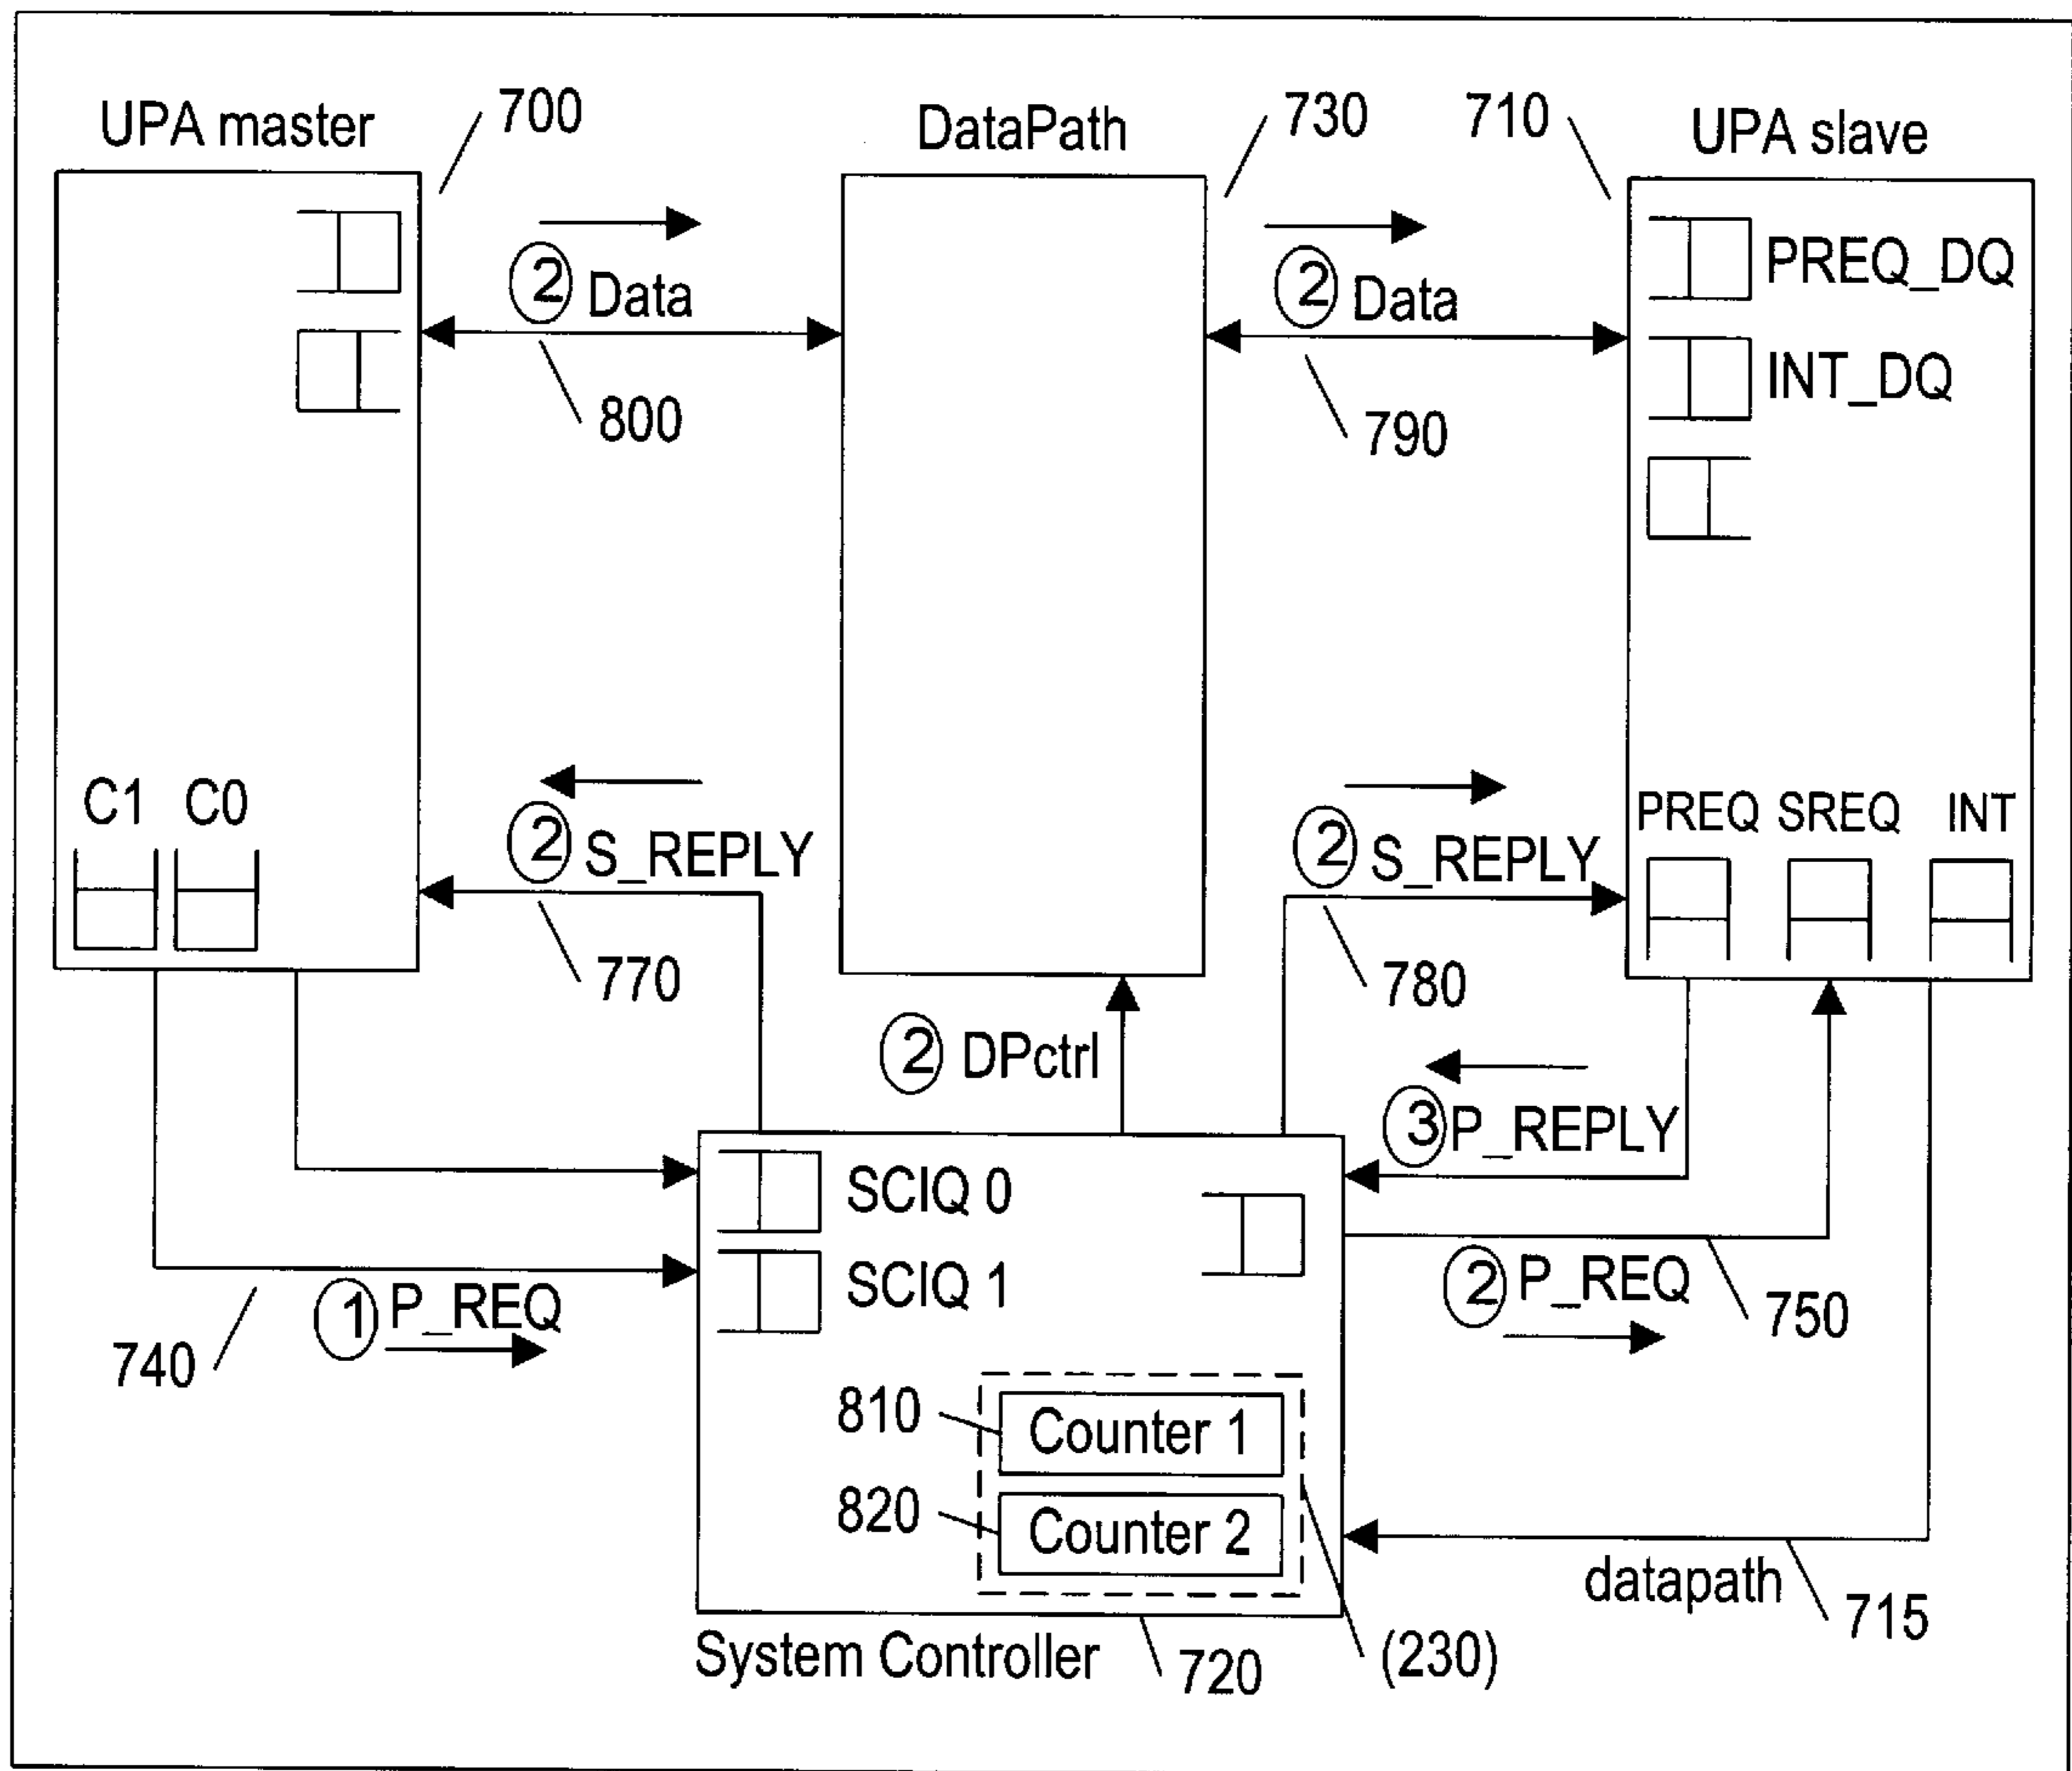 UPA master
700
DataPath
730
710
UPA slave
② Data
800
② Data
790
PREQ_DQ
INT_DQ
C1 C0
② S_REPLY
770
② S_REPLY
780
PREQ SREQ INT
② DPctrl
③ P_REPLY
SCIQ 0
SCIQ 1
740
① P_REQ
② P_REQ
750
810
Counter 1
820
Counter 2
datapath
715
System Controller
720
(230)